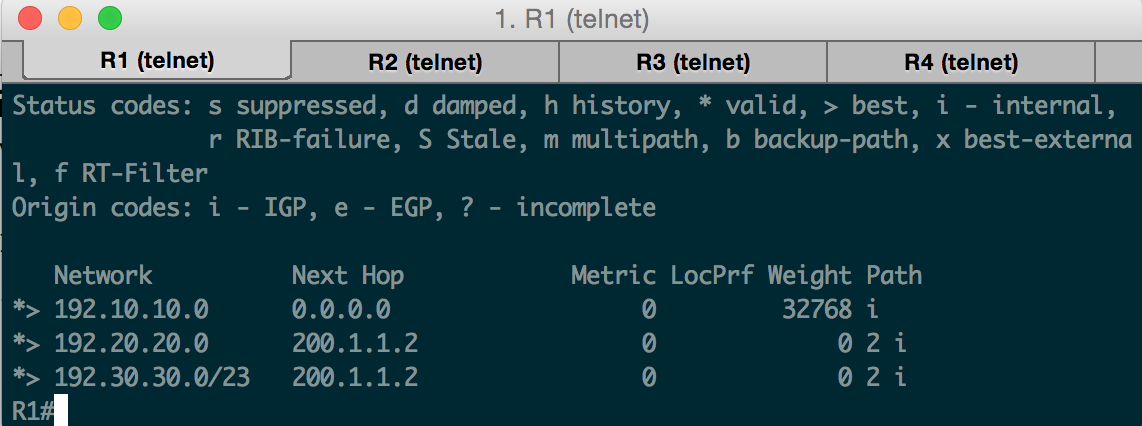 1. R1 (telnet)
R1 (telnet) R2 (telnet) R3 (telnet) R4 (telnet)
Status codes: s suppressed, d damped, h history, * valid, > best, i - internal,
r RIB-failure, S Stale, m multipath, b backup-path, x best-externa
l, f RT-Filter
Origin codes: i - IGP, e - EGP, ? - incomplete
Network Next Hop Metric LocPrf Weight Path
*> 192.10.10.0 0.0.0.0 0 32768 i
*> 192.20.20.0 200.1.1.2 0 0 2 i
*> 192.30.30.0/23 200.1.1.2 0 0 2 i
R1#